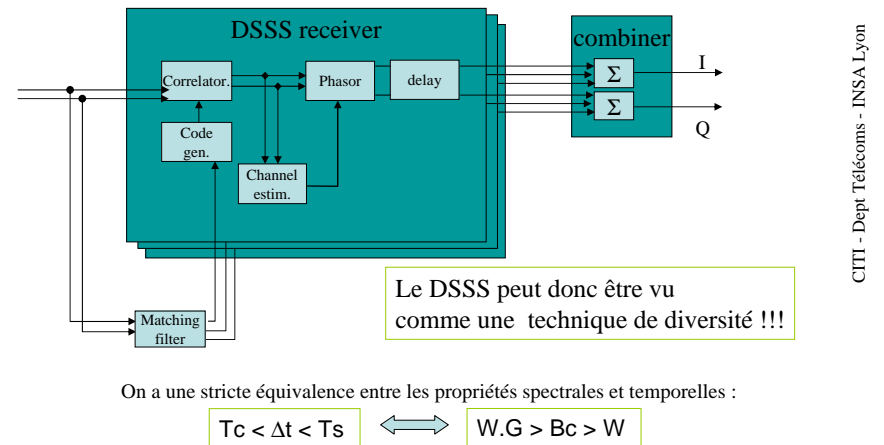 DSSS receiver
combiner
Correlator.
Phasor
delay
Σ
I
Σ
Q
Code
gen.
Channel
estim.
Matching
filter
Le DSSS peut donc être vu
comme une technique de diversité !!!
On a une stricte équivalence entre les propriétés spectrales et temporelles :
Tc < Δt < Ts
W.G > Bc > W
CITI - Dept Télécoms - INSA Lyon